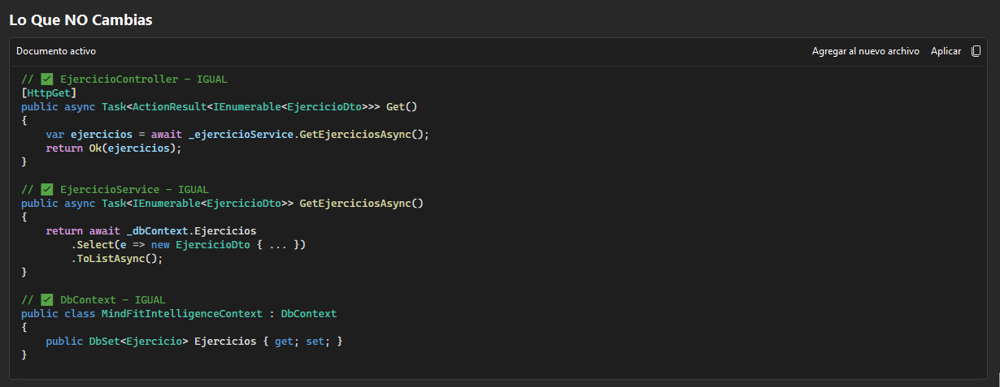 Lo Que NO Cambias
Documento activo
Agregar al nuevo archivo Aplicar
// ✅ EjercicioController - IGUAL
[HttpGet]
public async Task<ActionResult<IEnumerable<EjercicioDto>>> Get()
{
    var ejercicios = await _ejercicioService.GetEjerciciosAsync();
    return Ok(ejercicios);
}

// ✅ EjercicioService - IGUAL
public async Task<IEnumerable<EjercicioDto>> GetEjerciciosAsync()
{
    return await _dbContext.Ejercicios
        .Select(e => new EjercicioDto { ... })
        .ToListAsync();
}

// ✅ DbContext - IGUAL
public class MindFitIntelligenceContext : DbContext
{
    public DbSet<Ejercicio> Ejercicios { get; set; }
}